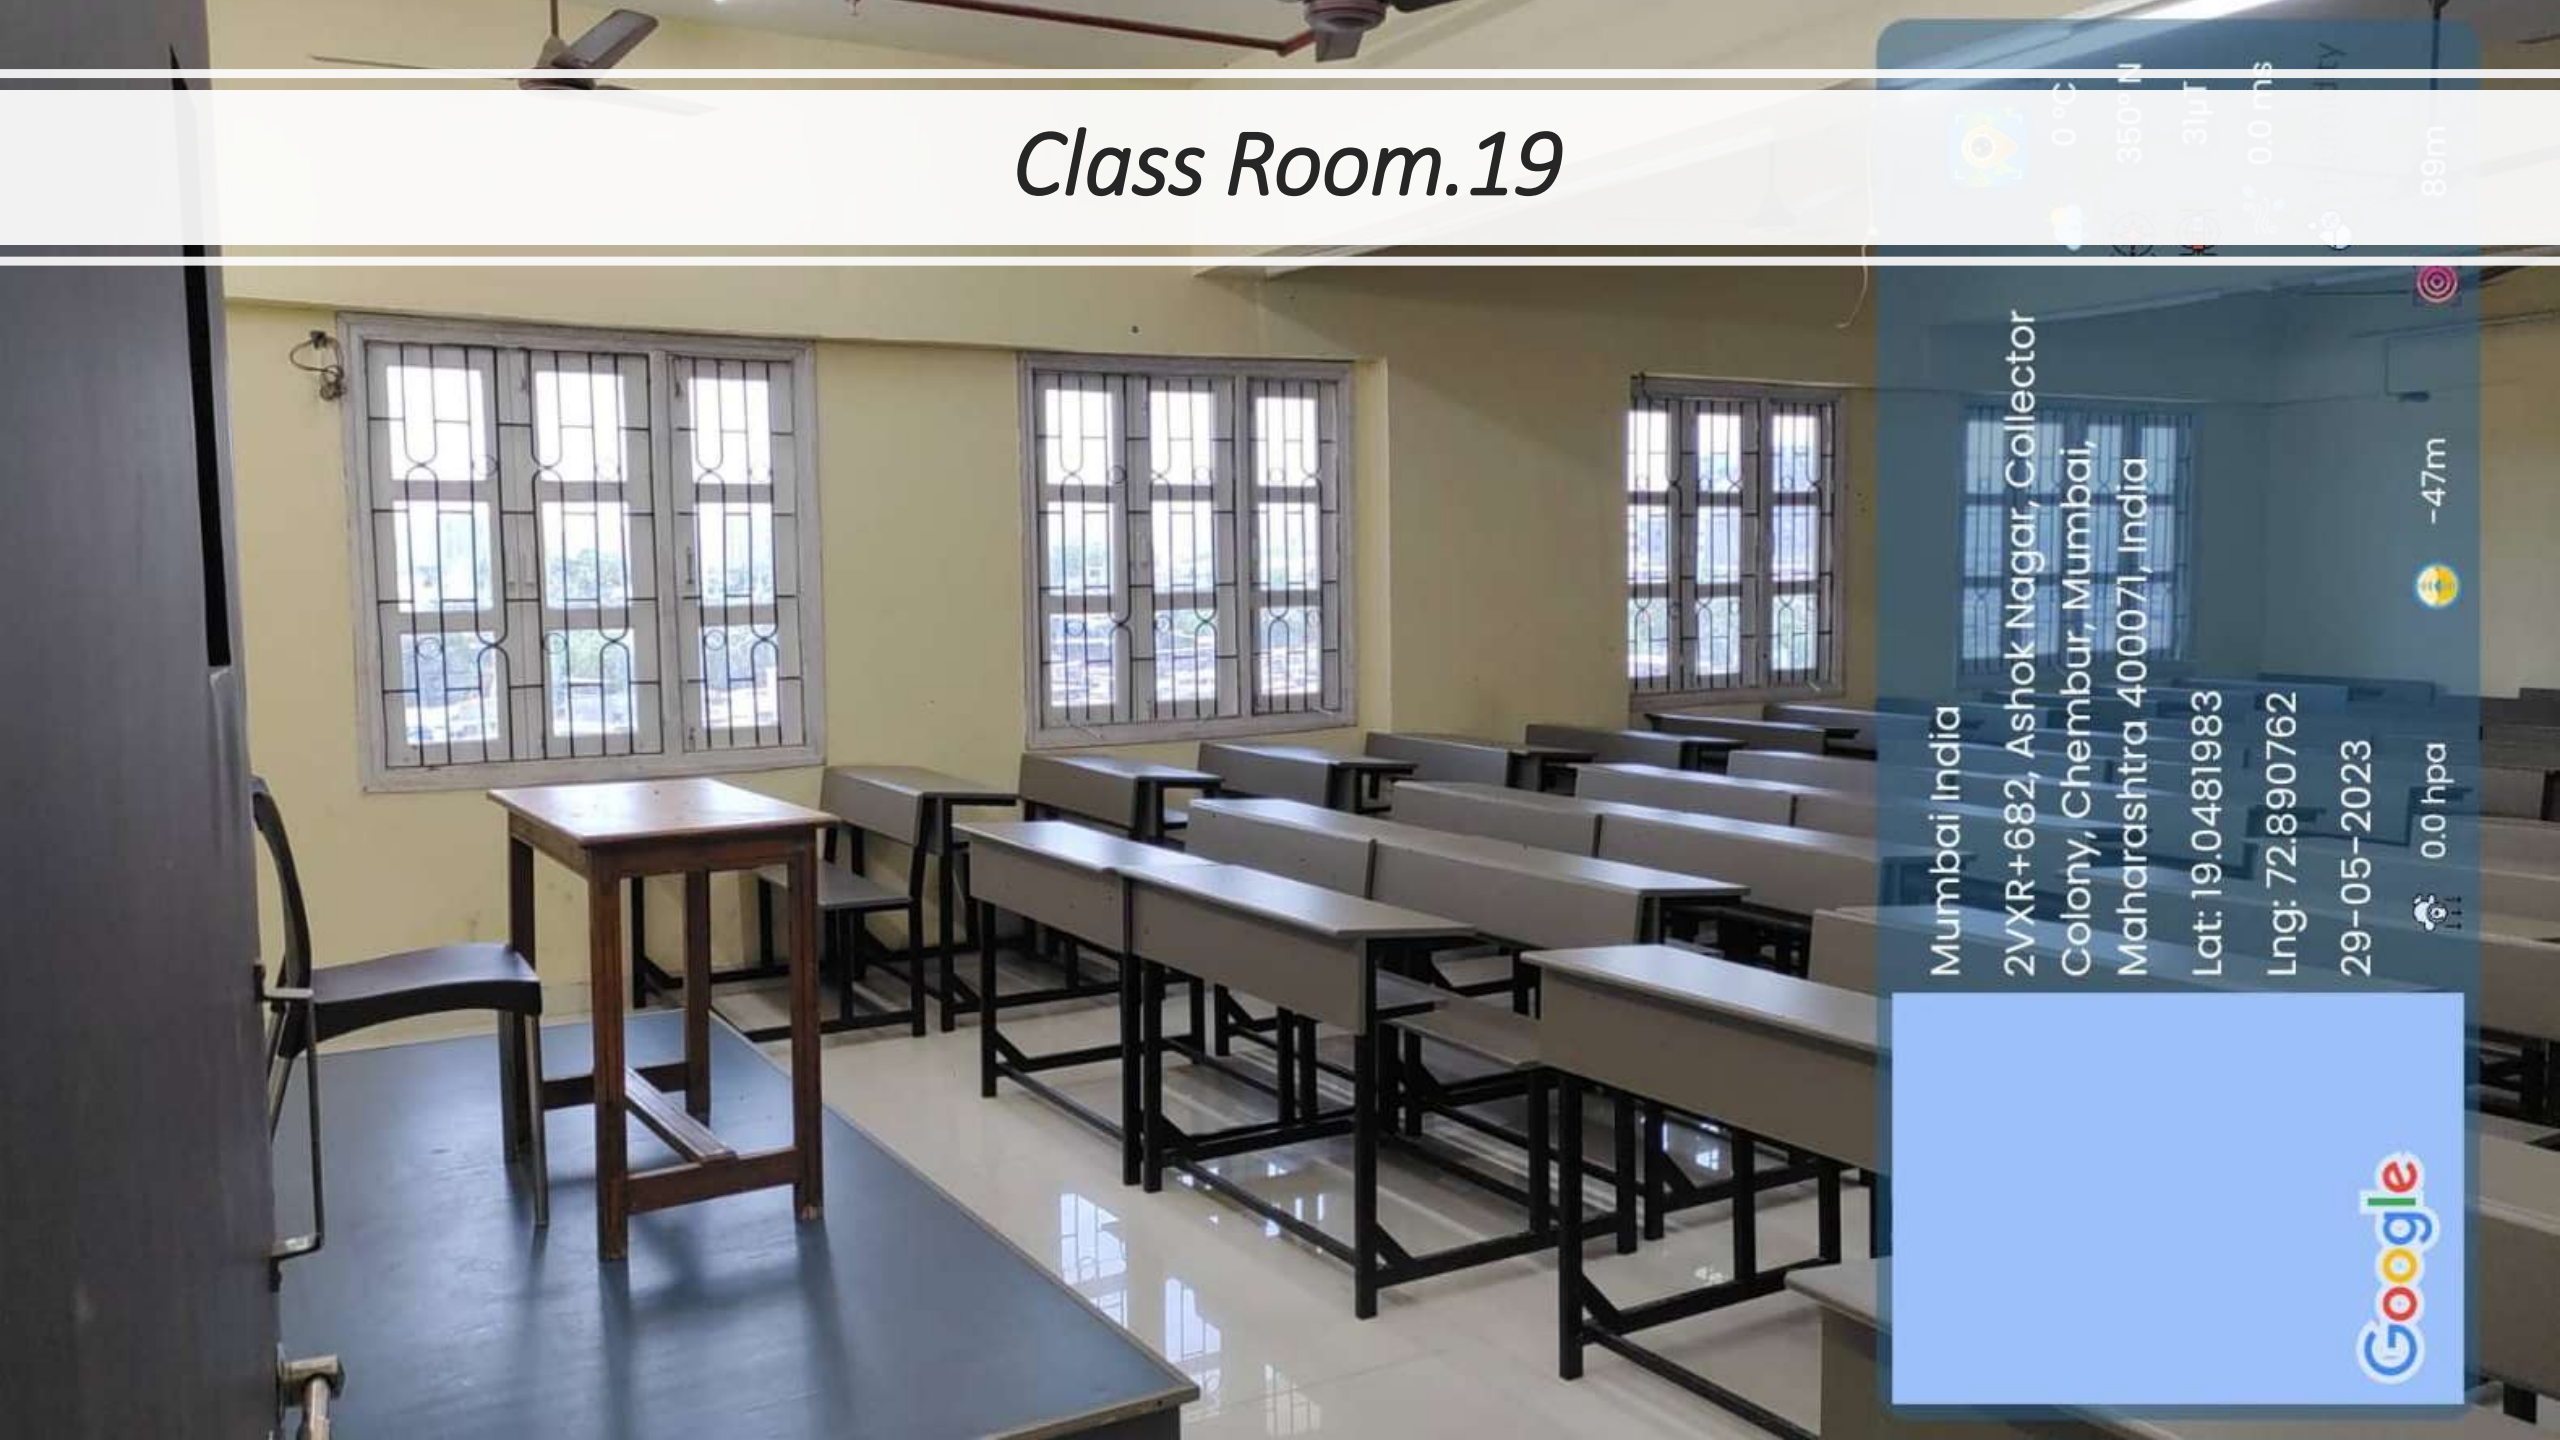 Class Room.19
Mumbai India
2VXR+682, Ashok Nagar, Collector
Colony, Chembur, Mumbai,
Maharashtra 400071, India
Lat: 19.0481983
Lng: 72.890762
29-05-2023
0.0 hpa
-47m
89m
0 °C
350° N
31µT
0.0 ms
Google